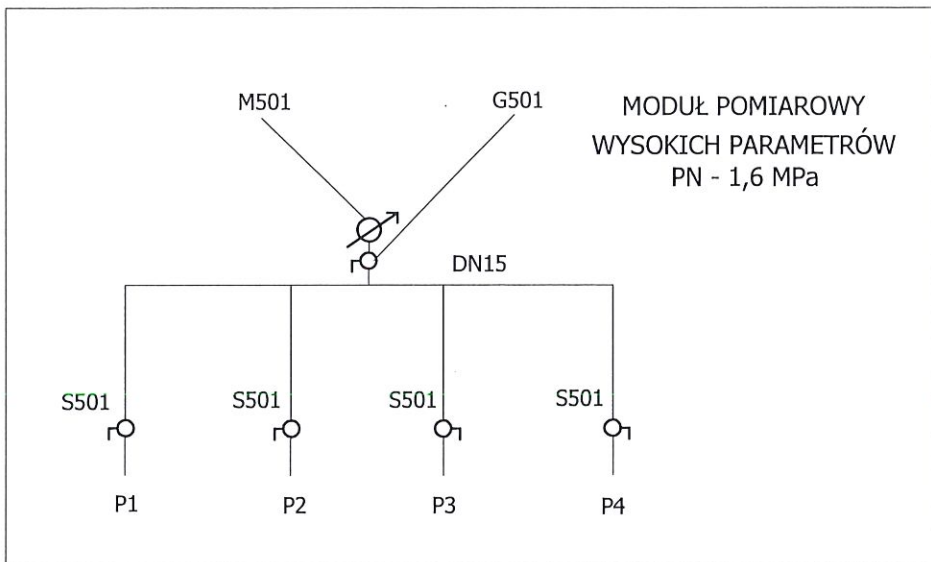 M501
G501
MODUŁ POMIAROWY
WYSOKICH PARAMETRÓW
PN - 1,6 MPa
DN15
S501
S501
S501
S501
P1
P2
P3
P4